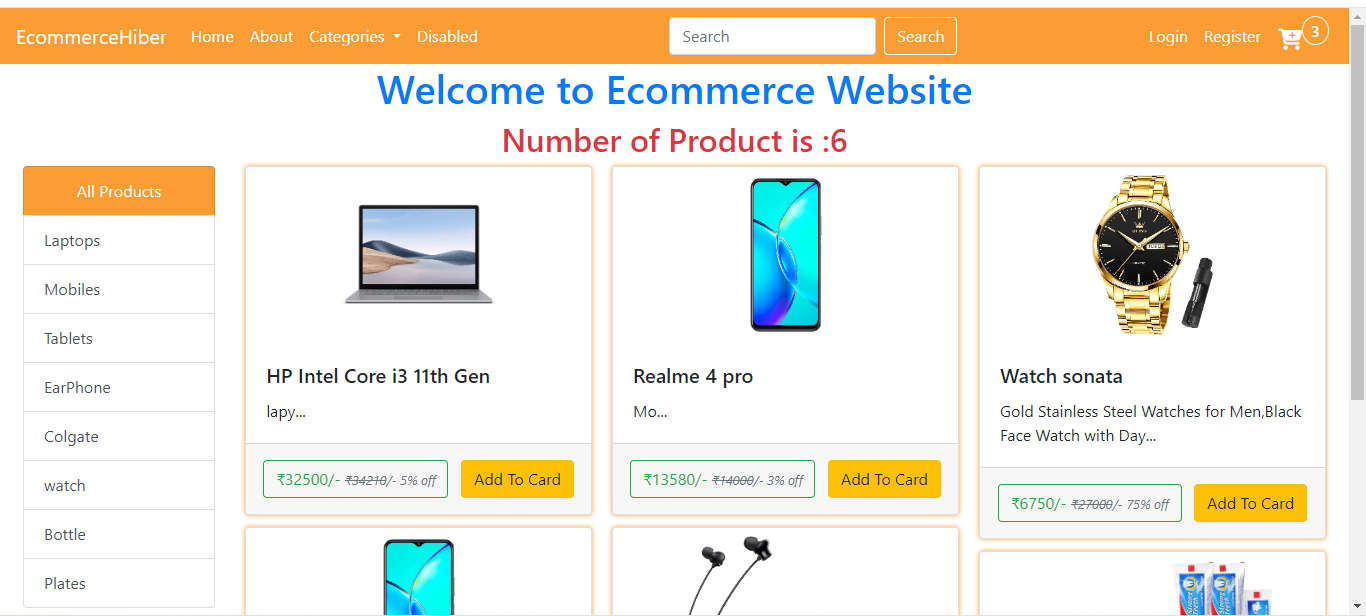 EcommerceHiber Home About Categories Disabled Search Search Login Register 3
Welcome to Ecommerce Website
Number of Product is :6
All Products
Laptops
Mobiles
Tablets
EarPhone
Colgate
watch
Bottle
Plates
HP Intel Core i3 11th Gen
lapy...
₹32500/- ₹34210/- 5% off Add To Card
Realme 4 pro
Mo...
₹13580/- ₹14000/- 3% off Add To Card
Watch sonata
Gold Stainless Steel Watches for Men,Black
Face Watch with Day...
₹6750/- ₹27000/- 75% off Add To Card